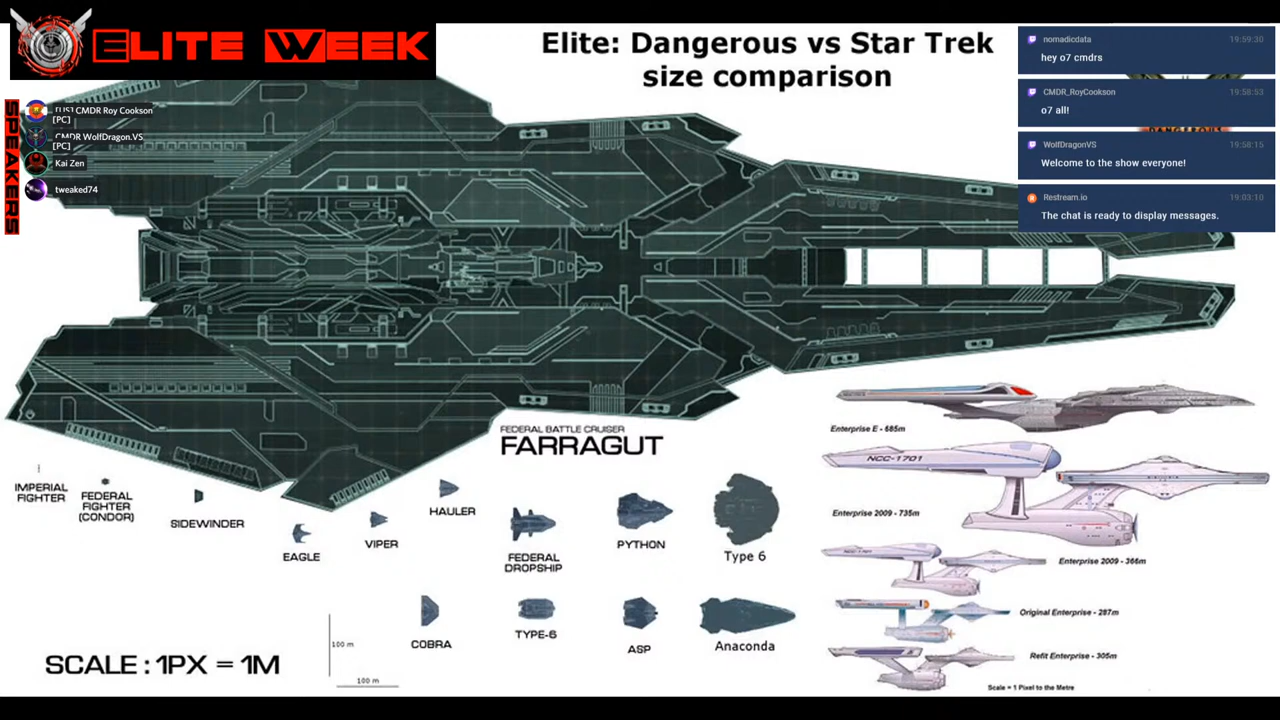 ELITE WEEK
Elite: Dangerous vs Star Trek
size comparison
nomadicdata 19:59:30
hey o7 cmdrs
CMDR_RoyCookson 19:58:53
o7 all!
WolfDragonVS 19:58:15
Welcome to the show everyone!
Restream.io 19:03:10
The chat is ready to display messages.
SPEAKERS
[US] CMDR Roy Cookson
[PC]
CMDR WolfDragon.VS
[PC]
Kai Zen
tweaked74
FEDERAL BATTLE CRUISER
FARRAGUT
IMPERIAL
FIGHTER
FEDERAL
FIGHTER
(CONDOR)
SIDEWINDER
EAGLE
VIPER
HAULER
FEDERAL
DROPSHIP
PYTHON
Type 6
COBRA
TYPE-6
ASP
Anaconda
Enterprise E - 685m
NCC-1701
Enterprise 2009 - 735m
Enterprise 2009 - 366m
Original Enterprise - 287m
Refit Enterprise - 305m
Scale = 1 Pixel to the Metre
100 m
100 m
SCALE : 1PX = 1M